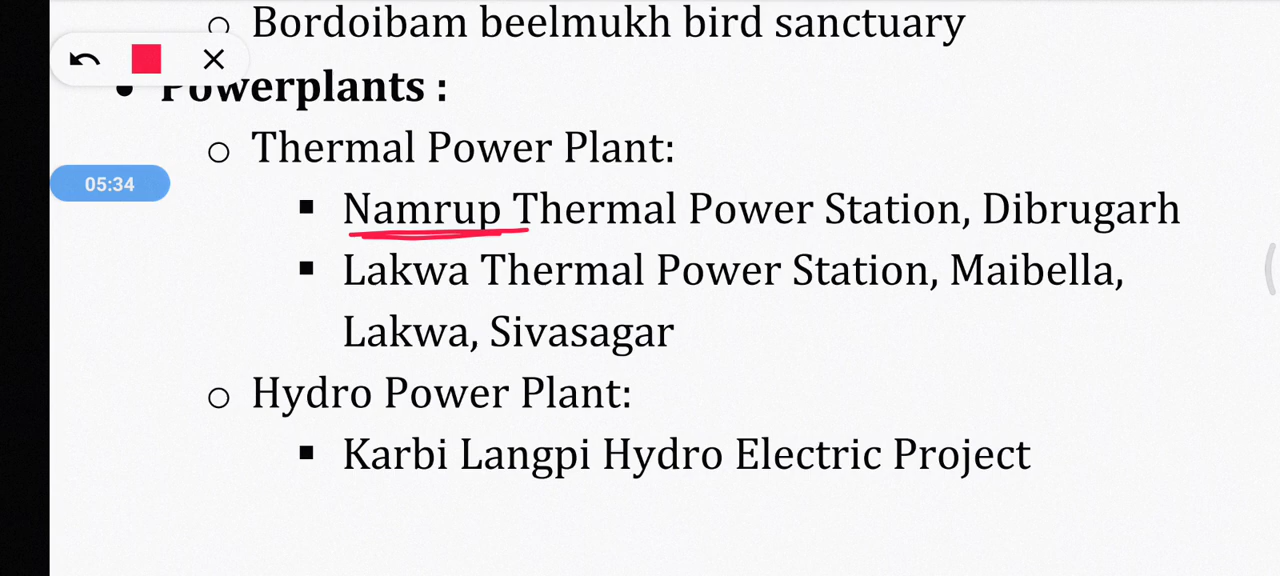 ○ Bordoibam beelmukh bird sanctuary
• Powerplants :
○ Thermal Power Plant:
05:34
▪ Namrup Thermal Power Station, Dibrugarh
▪ Lakwa Thermal Power Station, Maibella,
Lakwa, Sivasagar
○ Hydro Power Plant:
▪ Karbi Langpi Hydro Electric Project